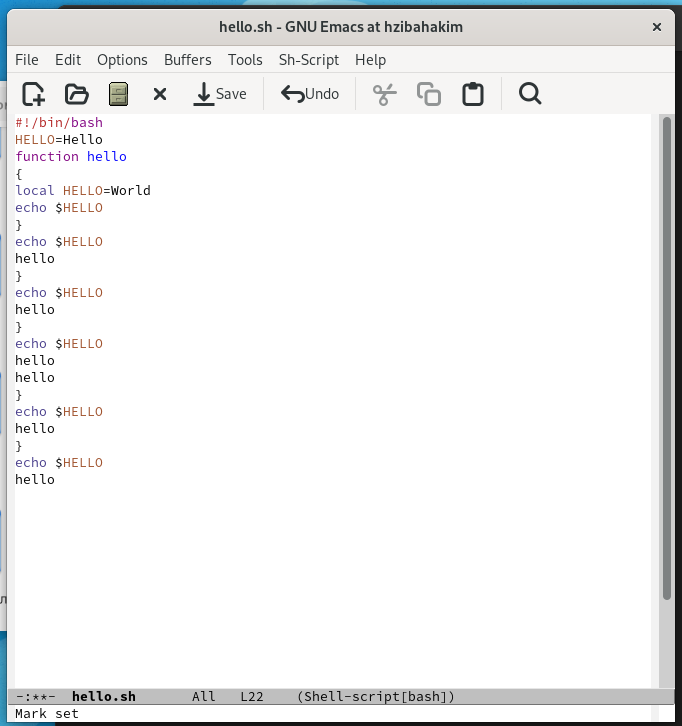 hello.sh - GNU Emacs at hzibahakim
File Edit Options Buffers Tools Sh-Script Help
Save Undo
#!/bin/bash
HELLO=Hello
function hello
{
local HELLO=World
echo $HELLO
}
echo $HELLO
hello
}
echo $HELLO
hello
}
echo $HELLO
hello
hello
}
echo $HELLO
hello
}
echo $HELLO
hello
-:**- hello.sh All L22 (Shell-script[bash])
Mark set